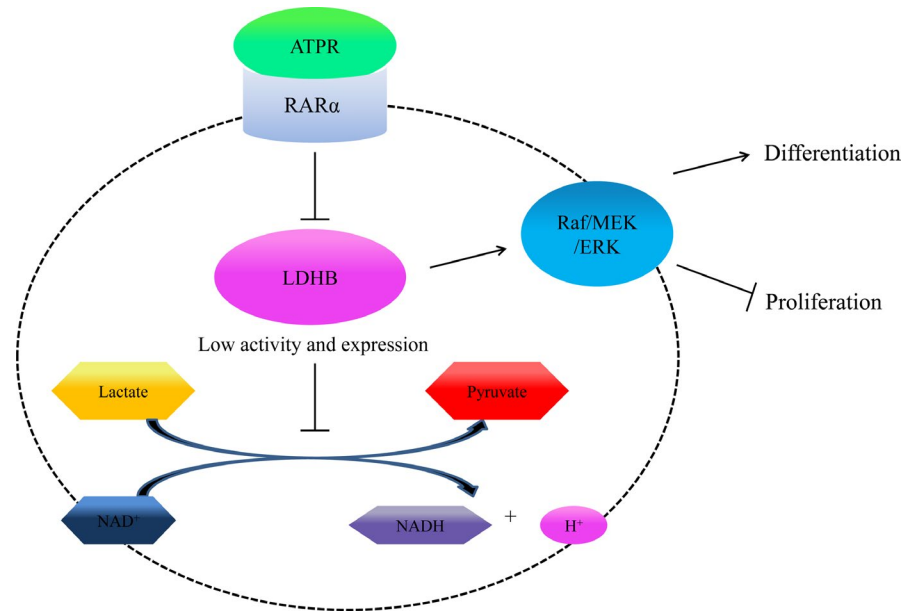 ATPR
RARα
Differentiation
Raf/MEK
/ERK
LDHB
Proliferation
Low activity and expression
Lactate
Pyruvate
NAD⁺
NADH
+
H⁺